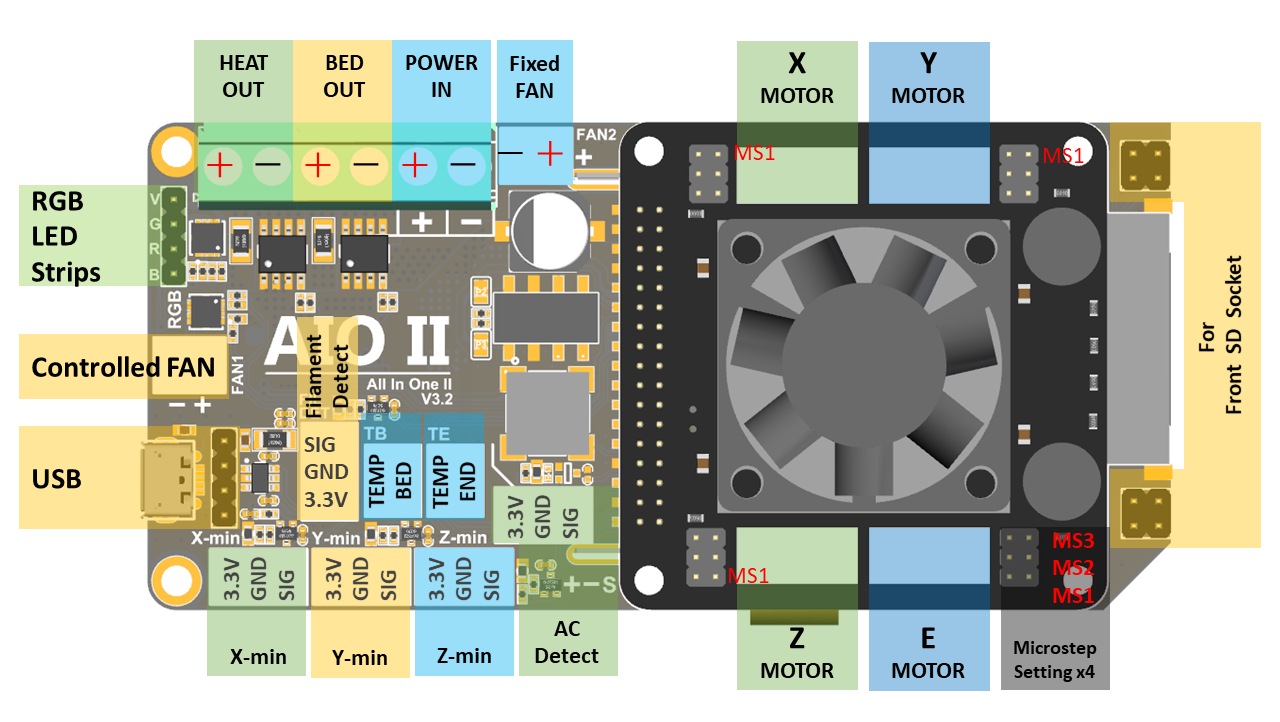 HEAT
OUT
BED
OUT
POWER
IN
Fixed
FAN
X
MOTOR
Y
MOTOR
+ − + − + −
− +
FAN2
+
MS1
MS1
RGB
LED
Strips
V
G
R
B
+ −
RGB
AIO II
All In One II
V3.2
Controlled FAN
FAN1
− +
Filament
Detect
For
Front SD Socket
USB
SIG
GND
3.3V
TB
TEMP
BED
TE
TEMP
END
3.3V
GND
SIG
X-min
Y-min
Z-min
3.3V
GND
SIG
3.3V
GND
SIG
3.3V
GND
SIG
+ − S
MS1
MS3
MS2
MS1
X-min
Y-min
Z-min
AC
Detect
Z
MOTOR
E
MOTOR
Microstep
Setting x4